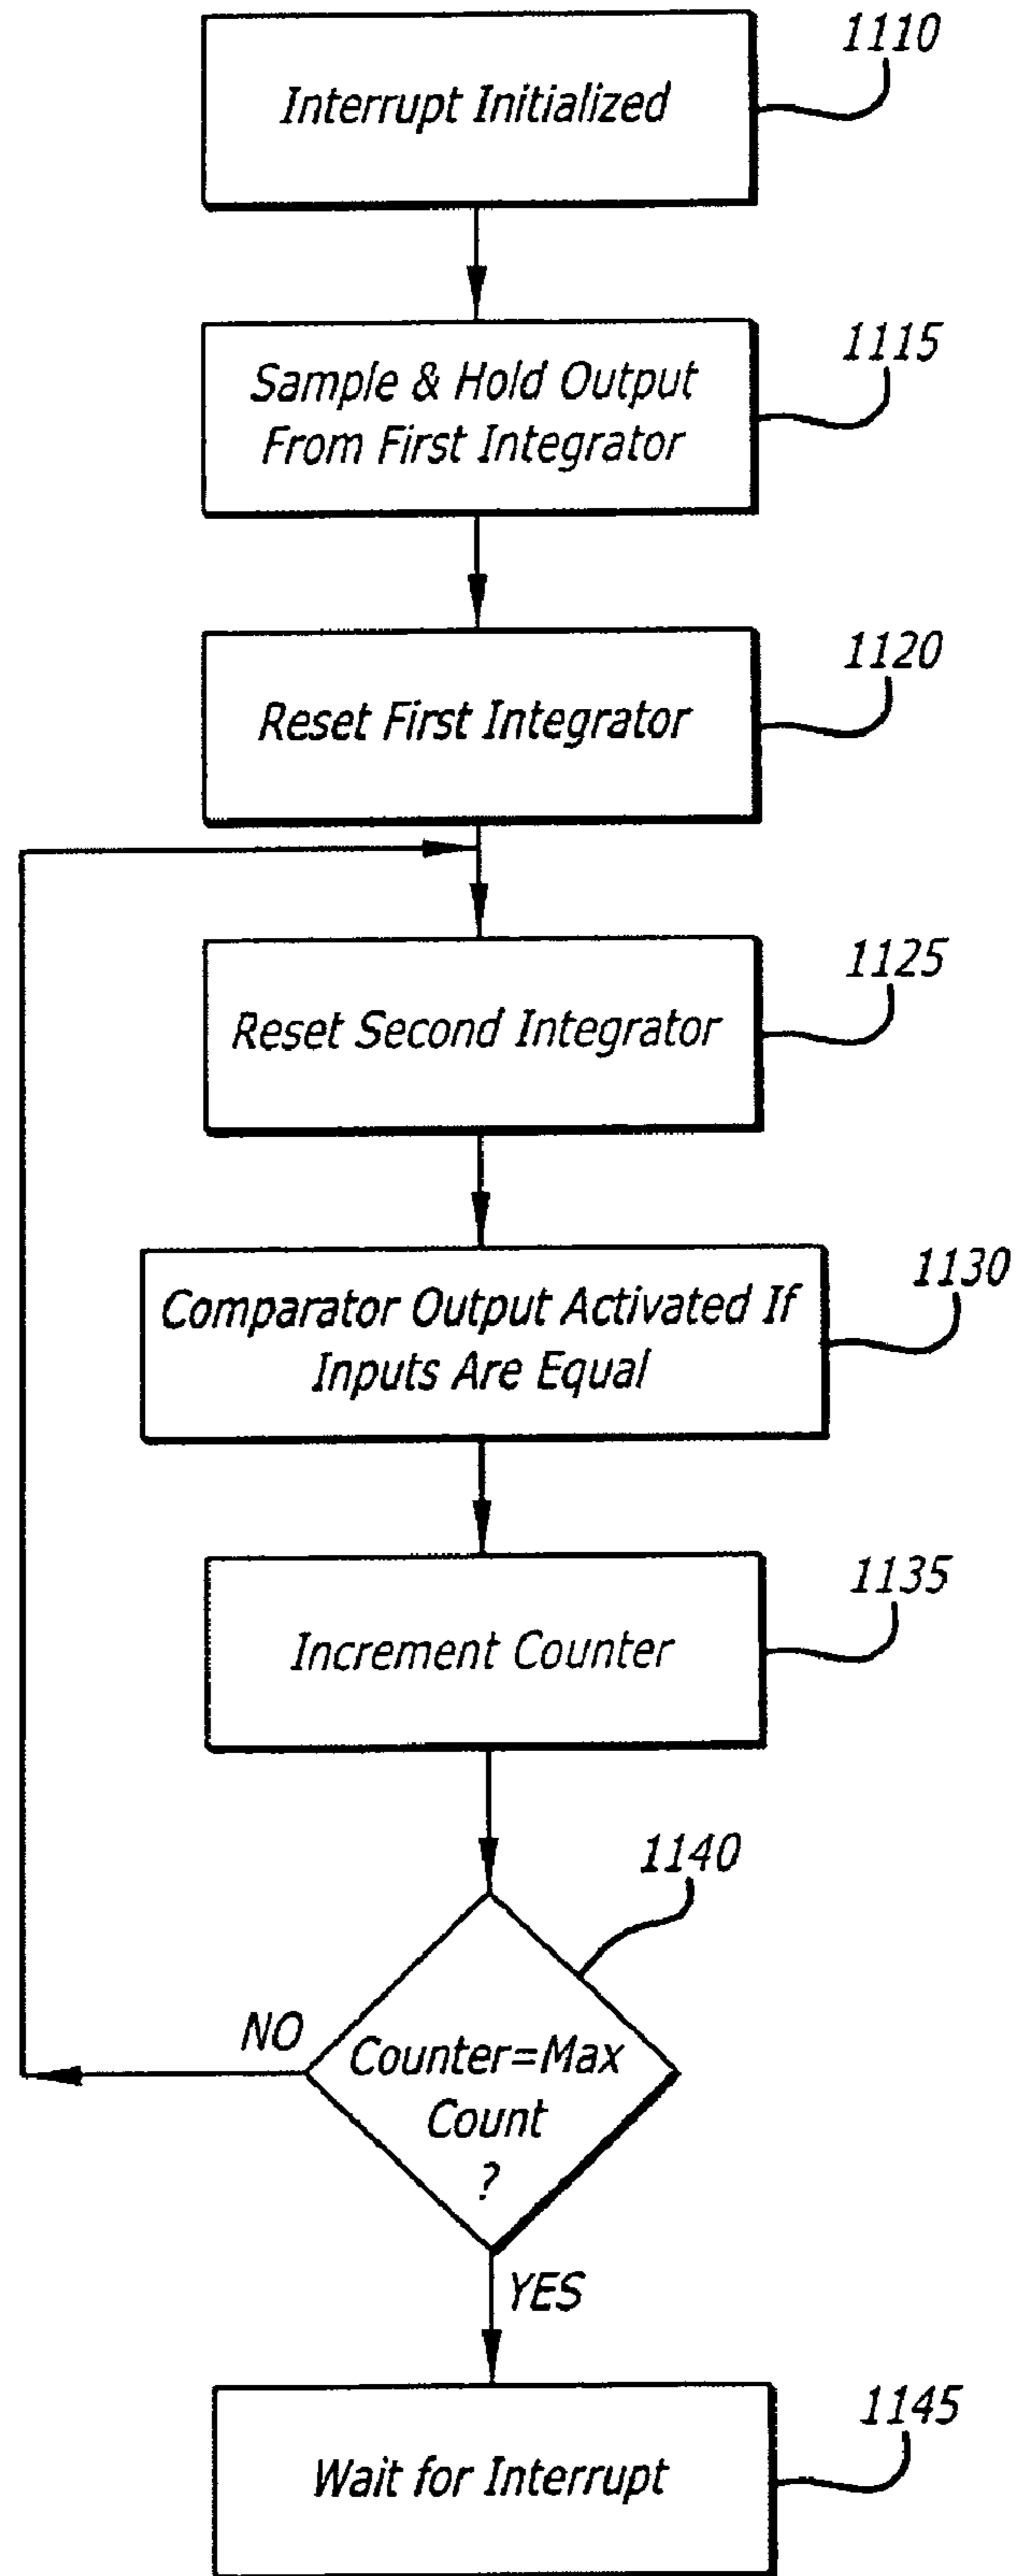 1110
Interrupt Initialized
1115
Sample & Hold Output
From First Integrator
1120
Reset First Integrator
1125
Reset Second Integrator
1130
Comparator Output Activated If
Inputs Are Equal
1135
Increment Counter
1140
NO
Counter=Max
Count
?
YES
1145
Wait for Interrupt